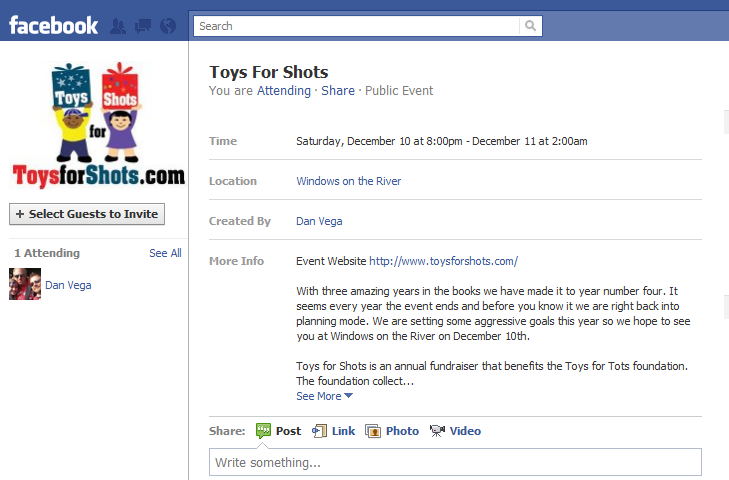 facebook
Search
Toys Shots
for
ToysforShots.com
+ Select Guests to Invite
1 Attending See All
Dan Vega
Toys For Shots
You are Attending · Share · Public Event
Time Saturday, December 10 at 8:00pm - December 11 at 2:00am
Location Windows on the River
Created By Dan Vega
More Info Event Website http://www.toysforshots.com/
With three amazing years in the books we have made it to year number four. It
seems every year the event ends and before you know it we are right back into
planning mode. We are setting some aggressive goals this year so we hope to see
you at Windows on the River on December 10th.
Toys for Shots is an annual fundraiser that benefits the Toys for Tots foundation.
The foundation collect...
See More
Share: Post Link Photo Video
Write something...